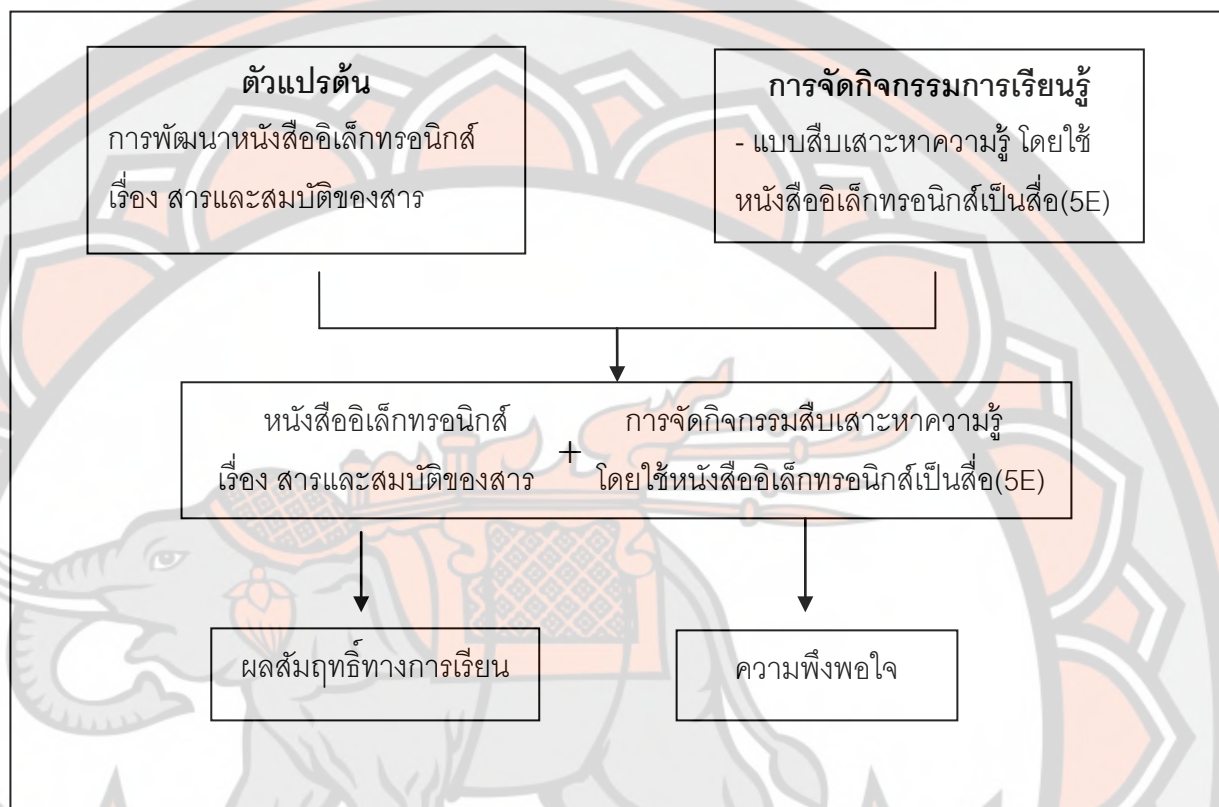 ตัวแปรต้น
การพัฒนาหนังสืออิเล็กทรอนิกส์
เรื่อง สารและสมบัติของสาร
การจัดกิจกรรมการเรียนรู้
- แบบสืบเสาะหาความรู้ โดยใช้
หนังสืออิเล็กทรอนิกส์เป็นสื่อ(5E)
หนังสืออิเล็กทรอนิกส์
เรื่อง สารและสมบัติของสาร
+
การจัดกิจกรรมสืบเสาะหาความรู้
โดยใช้หนังสืออิเล็กทรอนิกส์เป็นสื่อ(5E)
ผลสัมฤทธิ์ทางการเรียน
ความพึงพอใจ